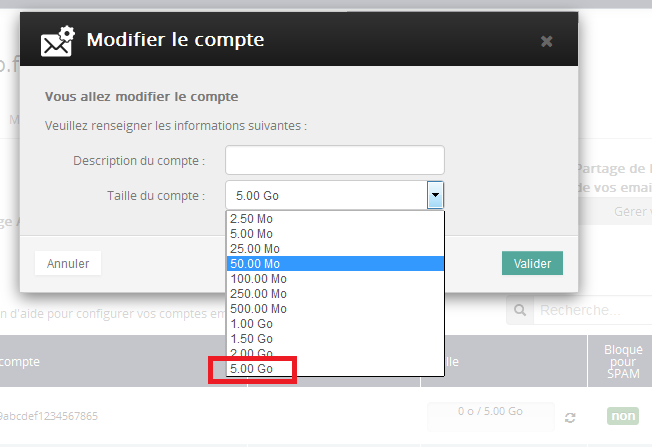 Modifier le compte
Vous allez modifier le compte
Veuillez renseigner les informations suivantes :
Description du compte :
Taille du compte :
5.00 Go
2.50 Mo
5.00 Mo
25.00 Mo
50.00 Mo
100.00 Mo
250.00 Mo
500.00 Mo
1.00 Go
1.50 Go
2.00 Go
5.00 Go
Annuler
Valider
Partage de
de vos emai
Gérer
n d'aide pour configurer vos comptes em
Recherche...
compte
lle
Bloqué
pour
SPAM
9abcdef1234567865
0 o / 5.00 Go
non